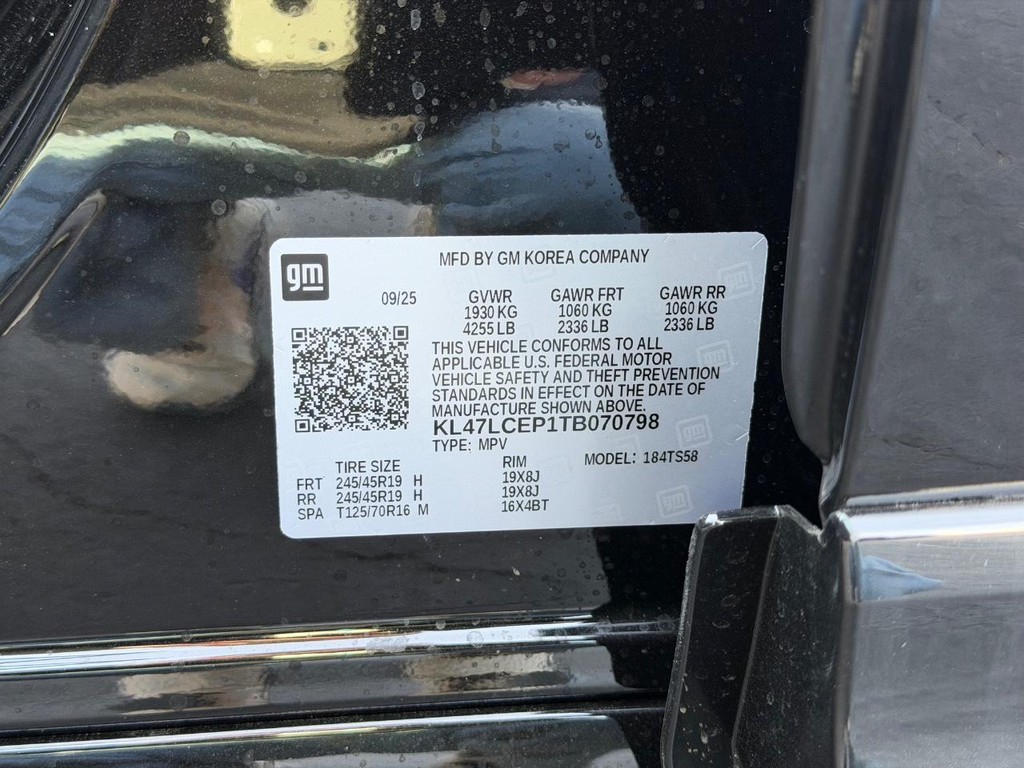 gm
MFD BY GM KOREA COMPANY
09/25
GVWR GAWR FRT GAWR RR
1930 KG 1060 KG 1060 KG
4255 LB 2336 LB 2336 LB
THIS VEHICLE CONFORMS TO ALL
APPLICABLE U.S. FEDERAL MOTOR
VEHICLE SAFETY AND THEFT PREVENTION
STANDARDS IN EFFECT ON THE DATE OF
MANUFACTURE SHOWN ABOVE.
KL47LCEP1TB070798
TYPE: MPV MODEL: 184TS58
TIRE SIZE RIM
FRT 245/45R19 H 19X8J
RR 245/45R19 H 19X8J
SPA T125/70R16 M 16X4BT